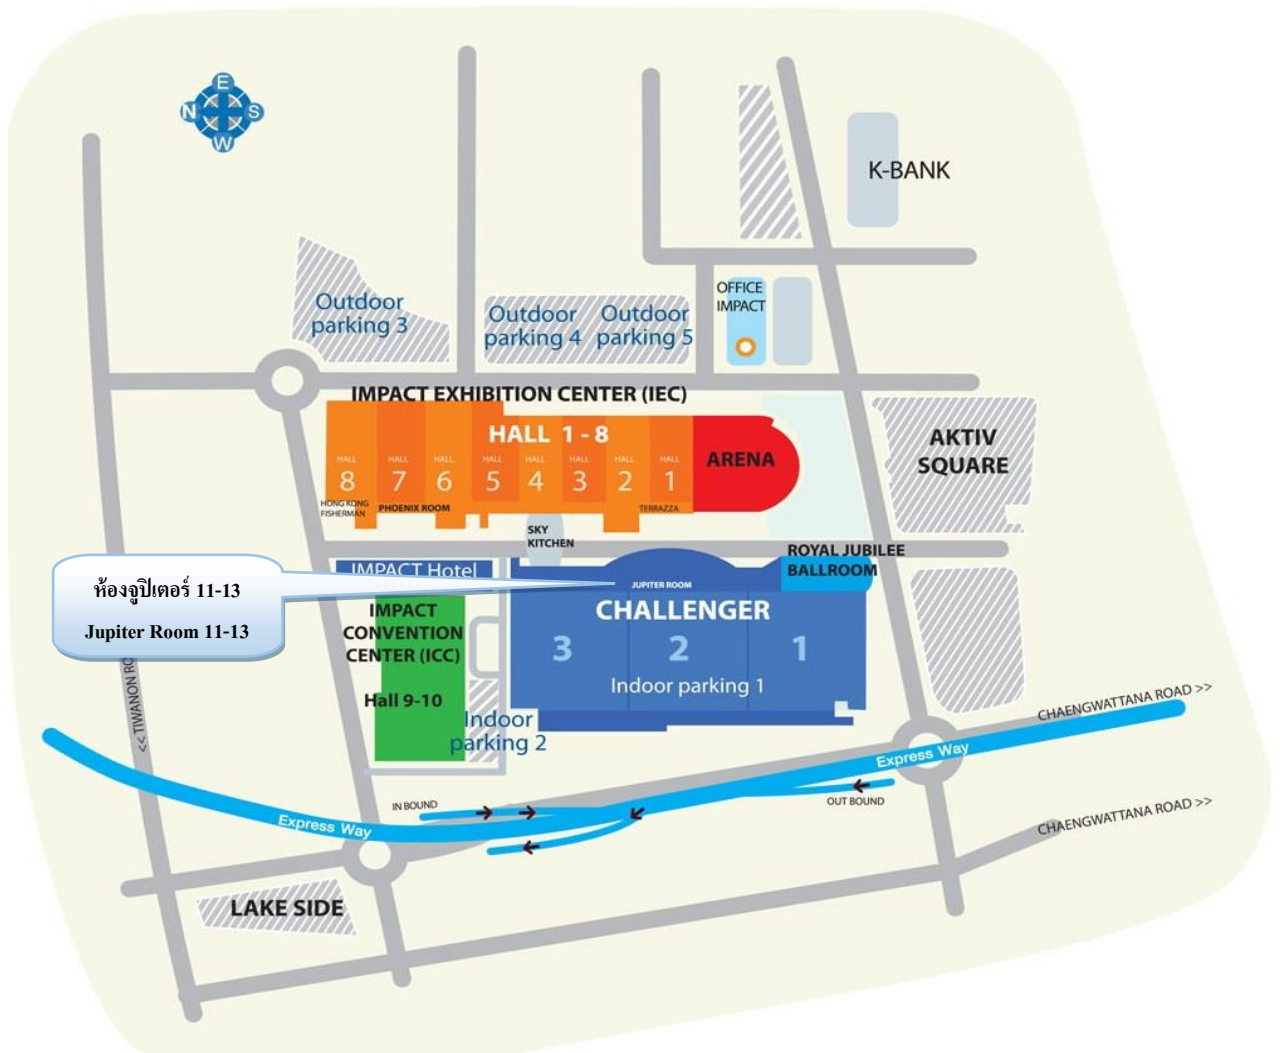 E
N
S
W
K-BANK
OFFICE
IMPACT
Outdoor
parking 3
Outdoor
parking 4
Outdoor
parking 5
IMPACT EXHIBITION CENTER (IEC)
HALL 1 - 8
HALL
8
HALL
7
HALL
6
HALL
5
HALL
4
HALL
3
HALL
2
HALL
1
ARENA
AKTIV
SQUARE
HONG KONG
FISHERMAN
PHOENIX ROOM
TERRAZZA
SKY
KITCHEN
ROYAL JUBILEE
BALLROOM
IMPACT Hotel
ห้องจูปิเตอร์ 11-13
Jupiter Room 11-13
JUPITER ROOM
CHALLENGER
3
2
1
Indoor parking 1
IMPACT
CONVENTION
CENTER (ICC)
Hall 9-10
Indoor
parking 2
<< TIWANON RO
CHAENGWATTANA ROAD >>
Express Way
IN BOUND
OUT BOUND
Express Way
CHAENGWATTANA ROAD >>
LAKE SIDE